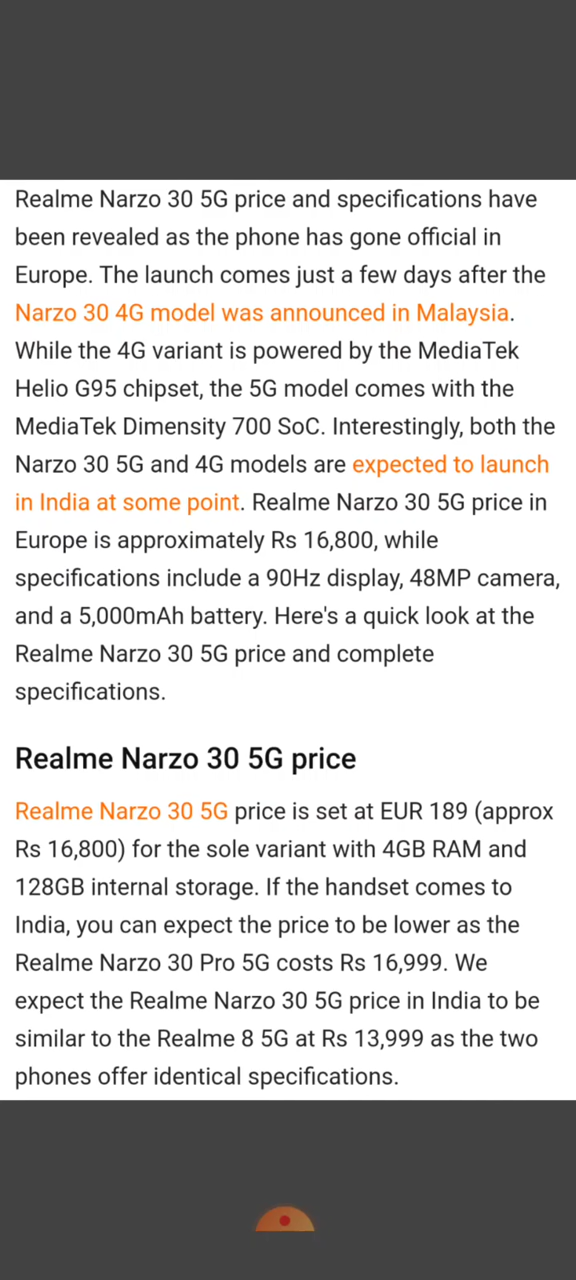 Realme Narzo 30 5G price and specifications have
been revealed as the phone has gone official in
Europe. The launch comes just a few days after the
Narzo 30 4G model was announced in Malaysia.
While the 4G variant is powered by the MediaTek
Helio G95 chipset, the 5G model comes with the
MediaTek Dimensity 700 SoC. Interestingly, both the
Narzo 30 5G and 4G models are expected to launch
in India at some point. Realme Narzo 30 5G price in
Europe is approximately Rs 16,800, while
specifications include a 90Hz display, 48MP camera,
and a 5,000mAh battery. Here's a quick look at the
Realme Narzo 30 5G price and complete
specifications.
Realme Narzo 30 5G price
Realme Narzo 30 5G price is set at EUR 189 (approx
Rs 16,800) for the sole variant with 4GB RAM and
128GB internal storage. If the handset comes to
India, you can expect the price to be lower as the
Realme Narzo 30 Pro 5G costs Rs 16,999. We
expect the Realme Narzo 30 5G price in India to be
similar to the Realme 8 5G at Rs 13,999 as the two
phones offer identical specifications.